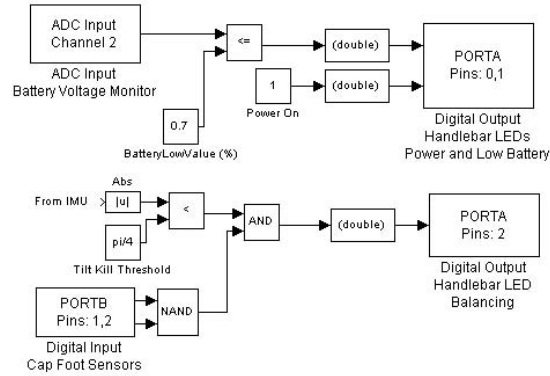 ADC Input
Channel 2
ADC Input
Battery Voltage Monitor
<=
(double)
PORTA
Pins: 0,1
1
Power On
(double)
0.7
BatteryLowValue (%)
Digital Output
Handlebar LEDs
Power and Low Battery
Abs
From IMU
|u|
<
AND
(double)
PORTA
Pins: 2
pi/4
Tilt Kill Threshold
Digital Output
Handlebar LED
Balancing
PORTB
Pins: 1,2
NAND
Digital Input
Cap Foot Sensors